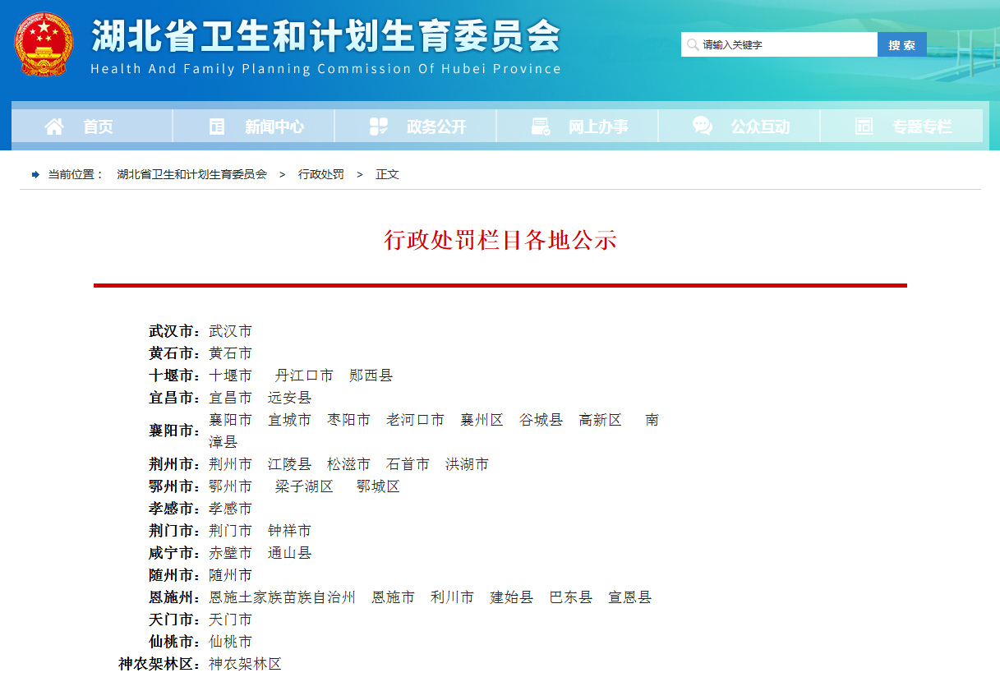 湖北省卫生和计划生育委员会
Health And Family Planning Commission Of Hubei Province
请输入关键字 搜 索
首页 新闻中心 政务公开 网上办事 公众互动 专题专栏
当前位置： 湖北省卫生和计划生育委员会 > 行政处罚 > 正文
行政处罚栏目各地公示
武汉市：武汉市
黄石市：黄石市
十堰市：十堰市 丹江口市 郧西县
宜昌市：宜昌市 远安县
襄阳市：襄阳市 宜城市 枣阳市 老河口市 襄州区 谷城县 高新区 南
漳县
荆州市：荆州市 江陵县 松滋市 石首市 洪湖市
鄂州市：鄂州市 梁子湖区 鄂城区
孝感市：孝感市
荆门市：荆门市 钟祥市
咸宁市：赤壁市 通山县
随州市：随州市
恩施州：恩施土家族苗族自治州 恩施市 利川市 建始县 巴东县 宣恩县
天门市：天门市
仙桃市：仙桃市
神农架林区：神农架林区